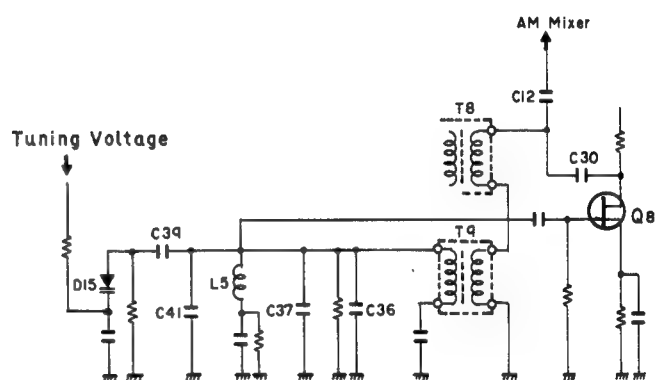 AM Mixer
C12
T8
Tuning Voltage
C30
Q8
C39
T9
D15
L5
C41
C37
C36